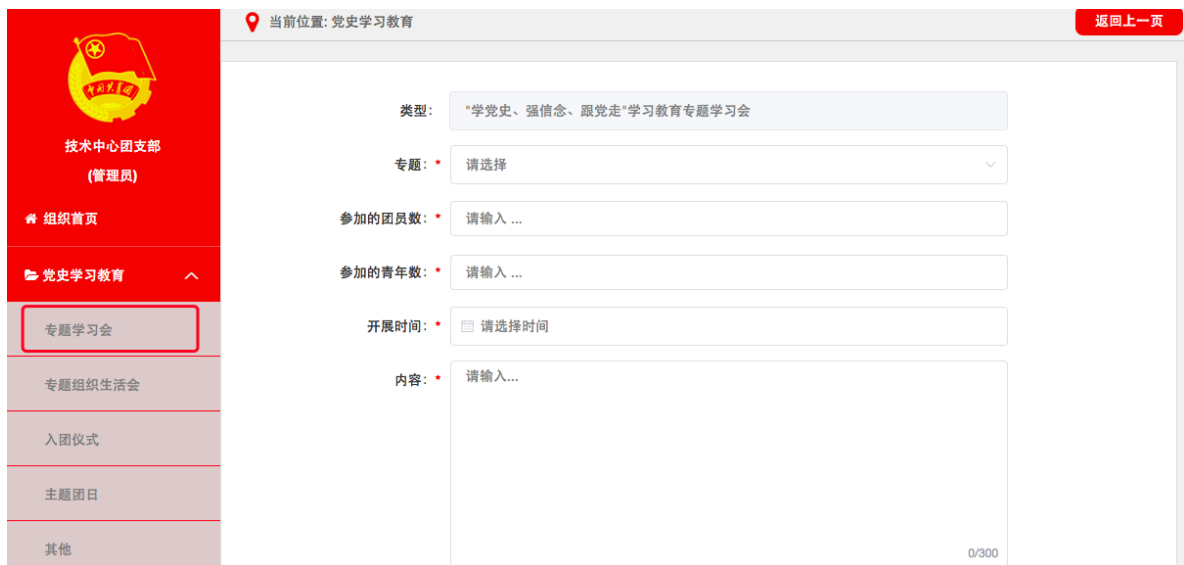 当前位置: 党史学习教育
返回上一页
中国共青团
技术中心团支部
(管理员)
组织首页
党史学习教育
专题学习会
专题组织生活会
入团仪式
主题团日
其他
类型: "学党史、强信念、跟党走"学习教育专题学习会
专题: * 请选择
参加的团员数: * 请输入 ...
参加的青年数: * 请输入 ...
开展时间: * 请选择时间
内容: * 请输入...
0/300